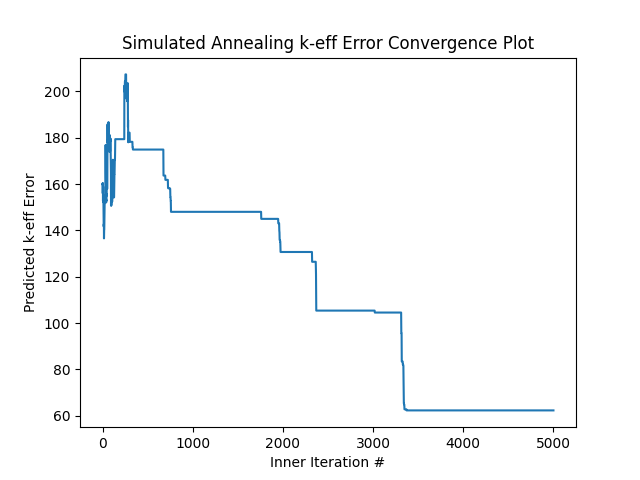 Simulated Annealing k-eff Error Convergence Plot
Predicted k-eff Error
200
180
160
140
120
100
80
60
0 1000 2000 3000 4000 5000
Inner Iteration #